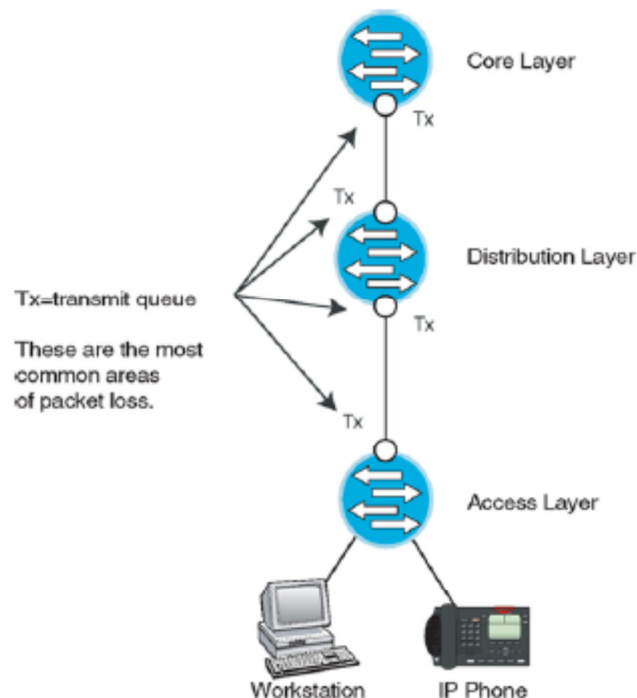 Core Layer
Tx
Tx
Distribution Layer
Tx=transmit queue
Tx
These are the most
common areas
of packet loss.
Tx
Access Layer
Workstation
IP Phone